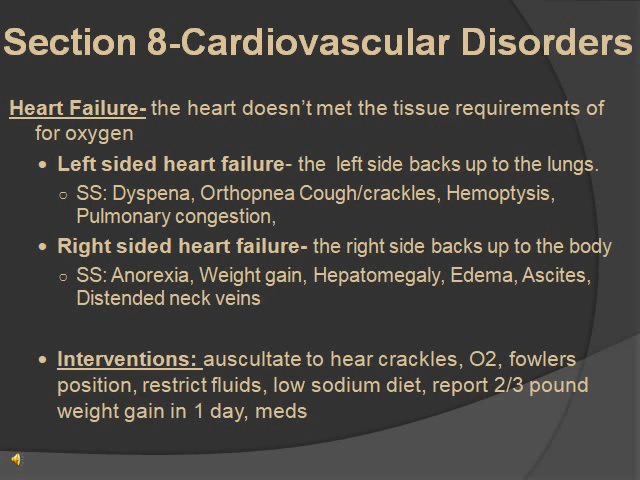 Section 8-Cardiovascular Disorders
Heart Failure- the heart doesn't met the tissue requirements of
for oxygen
• Left sided heart failure- the left side backs up to the lungs.
○ SS: Dyspena, Orthopnea Cough/crackles, Hemoptysis,
Pulmonary congestion,
• Right sided heart failure- the right side backs up to the body
○ SS: Anorexia, Weight gain, Hepatomegaly, Edema, Ascites,
Distended neck veins
• Interventions: auscultate to hear crackles, O2, fowlers
position, restrict fluids, low sodium diet, report 2/3 pound
weight gain in 1 day, meds